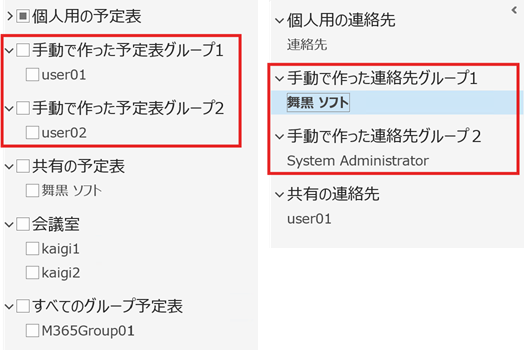 個人用の予定表
手動で作った予定表グループ1
user01
手動で作った予定表グループ2
user02
共有の予定表
舞黒 ソフト
会議室
kaigi1
kaigi2
すべてのグループ予定表
M365Group01
個人用の連絡先
連絡先
手動で作った連絡先グループ1
舞黒 ソフト
手動で作った連絡先グループ２
System Administrator
共有の連絡先
user01